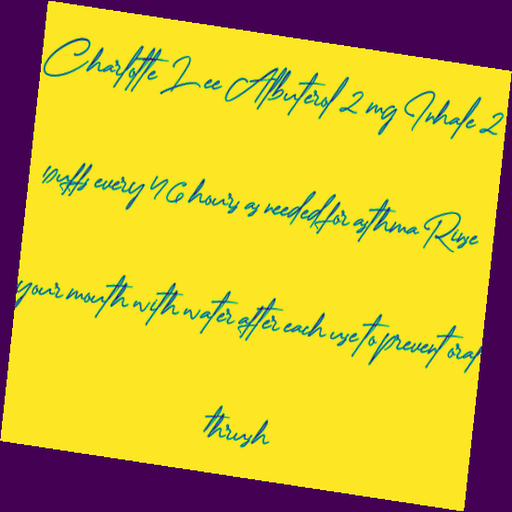 Charlotte Lee Albuterol 2 mg Inhale 2
puffs every 4 6 hours as needed for asthma Rinse
your mouth with water after each use to prevent oral
thrush